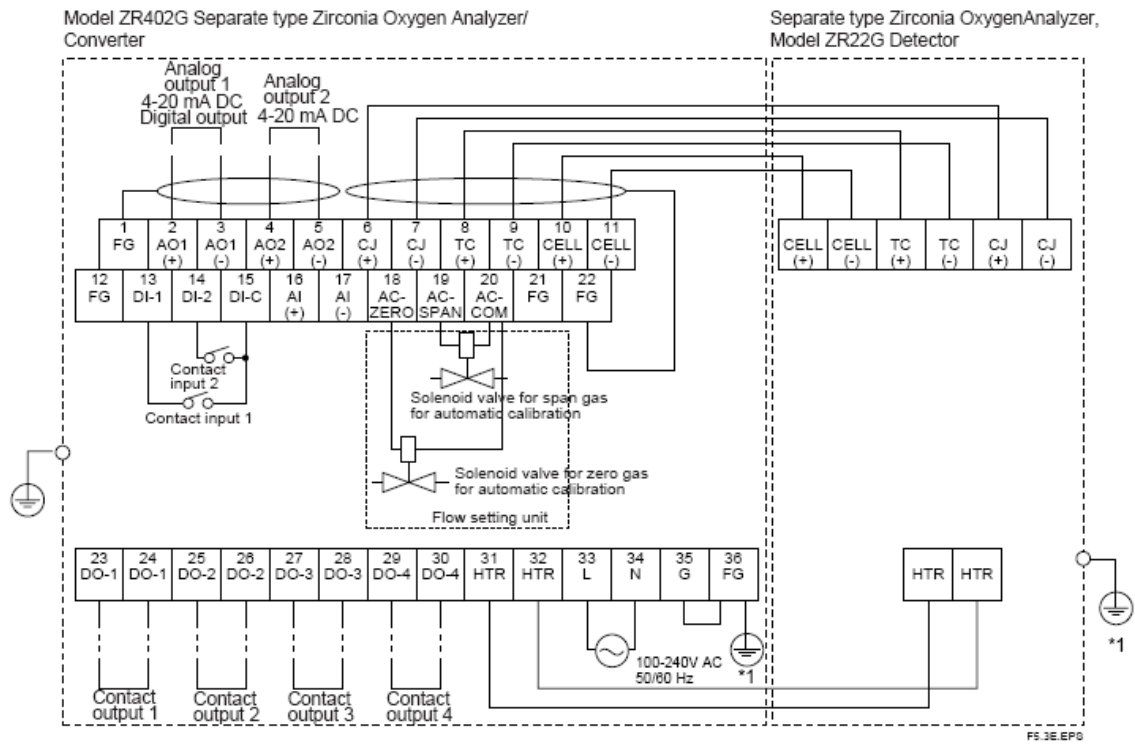 Model ZR402G Separate type Zirconia Oxygen Analyzer/
Converter
Separate type Zirconia OxygenAnalyzer,
Model ZR22G Detector
Analog
output 1
4-20 mA DC
Digital output
Analog
output 2
4-20 mA DC
1 2 3 4 5 6 7 8 9 10 11
FG AO1 AO1 AO2 AO2 CJ CJ TC TC CELL CELL
(+) (-) (+) (-) (+) (-) (+) (-) (+) (-)
12 13 14 15 16 17 18 19 20 21 22
FG DI-1 DI-2 DI-C AI AI AC- AC- AC- FG FG
(+) (-) ZERO SPAN COM
CELL CELL TC TC CJ CJ
(+) (-) (+) (-) (+) (-)
Contact
input 2
Contact input 1
Solenoid valve for span gas
for automatic calibration
Solenoid valve for zero gas
for automatic calibration
Flow setting unit
23 24 25 26 27 28 29 30 31 32 33 34 35 36
DO-1 DO-1 DO-2 DO-2 DO-3 DO-3 DO-4 DO-4 HTR HTR L N G FG
HTR HTR
*1
100-240V AC
50/60 Hz
*1
Contact
output 1
Contact
output 2
Contact
output 3
Contact
output 4
F5.3E.EPS